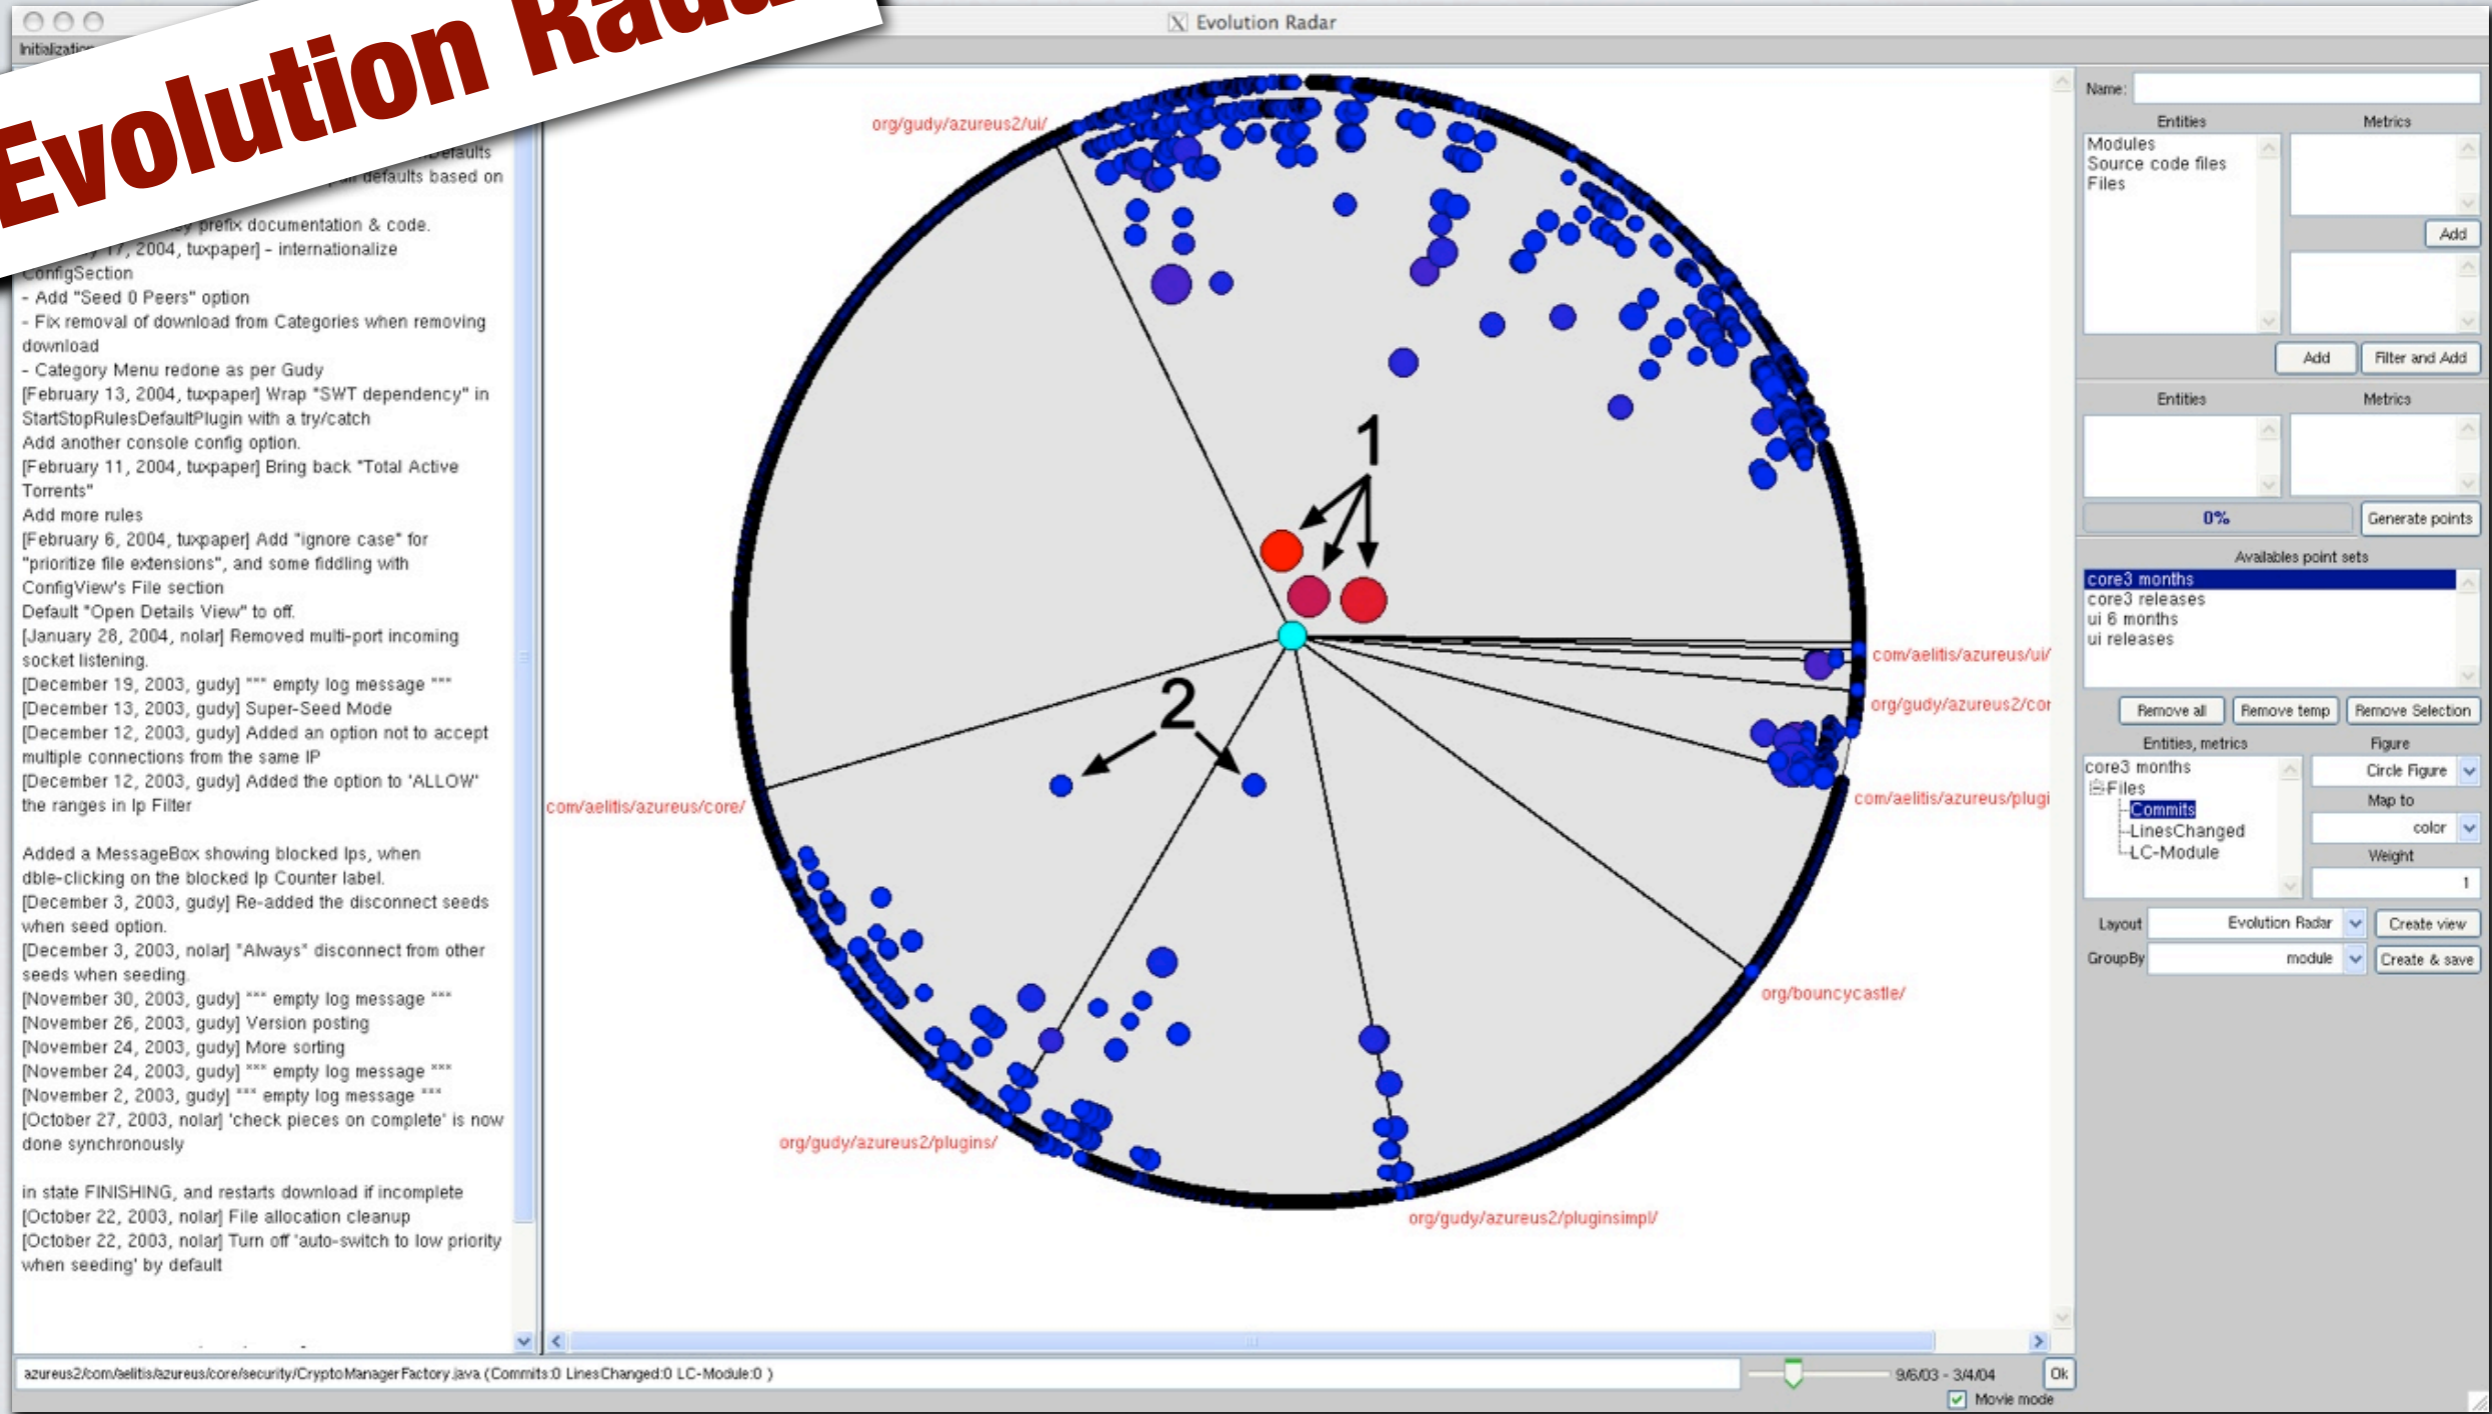 Evolution Radar
Evolution Radar
Defaults
defaults based on
prefix documentation & code.
17, 2004, tuxpaper] - internationalize
ConfigSection
- Add "Seed 0 Peers" option
- Fix removal of download from Categories when removing
download
- Category Menu redone as per Gudy
[February 13, 2004, tuxpaper] Wrap "SWT dependency" in
StartStopRulesDefaultPlugin with a try/catch
Add another console config option.
[February 11, 2004, tuxpaper] Bring back "Total Active
Torrents"
Add more rules
[February 6, 2004, tuxpaper] Add "ignore case" for
"prioritize file extensions", and some fiddling with
ConfigView's File section
Default "Open Details View" to off.
[January 28, 2004, nolar] Removed multi-port incoming
socket listening.
[December 19, 2003, gudy] *** empty log message ***
[December 13, 2003, gudy] Super-Seed Mode
[December 12, 2003, gudy] Added an option not to accept
multiple connections from the same IP
[December 12, 2003, gudy] Added the option to 'ALLOW'
the ranges in Ip Filter
Added a MessageBox showing blocked Ips, when
dble-clicking on the blocked Ip Counter label.
[December 3, 2003, gudy] Re-added the disconnect seeds
when seed option.
[December 3, 2003, nolar] "Always" disconnect from other
seeds when seeding.
[November 30, 2003, gudy] *** empty log message ***
[November 26, 2003, gudy] Version posting
[November 24, 2003, gudy] More sorting
[November 24, 2003, gudy] *** empty log message ***
[November 2, 2003, gudy] *** empty log message ***
[October 27, 2003, nolar] 'check pieces on complete' is now
done synchronously
in state FINISHING, and restarts download if incomplete
[October 22, 2003, nolar] File allocation cleanup
[October 22, 2003, nolar] Turn off 'auto-switch to low priority
when seeding' by default
org/gudy/azureus2/ui/
1
2
com/aelitis/azureus/ui/
org/gudy/azureus2/cor
com/aelitis/azureus/plugi
com/aelitis/azureus/core/
org/bouncycastle/
org/gudy/azureus2/plugins/
org/gudy/azureus2/pluginsimpl/
Name:
Entities Metrics
Modules
Source code files
Files
Add
Add Filter and Add
Entities Metrics
0% Generate points
Availables point sets
core3 months
core3 releases
ui 6 months
ui releases
Remove all Remove temp Remove Selection
Entities, metrics Figure
core3 months Circle Figure
Files Map to
Commits color
LinesChanged
LC-Module Weight
1
Layout Evolution Radar Create view
GroupBy module Create & save
azureus2/com/aelitis/azureus/core/security/CryptoManagerFactory.java (Commits:0 LinesChanged:0 LC-Module:0 )
9/6/03 - 3/4/04 Ok
Movie mode